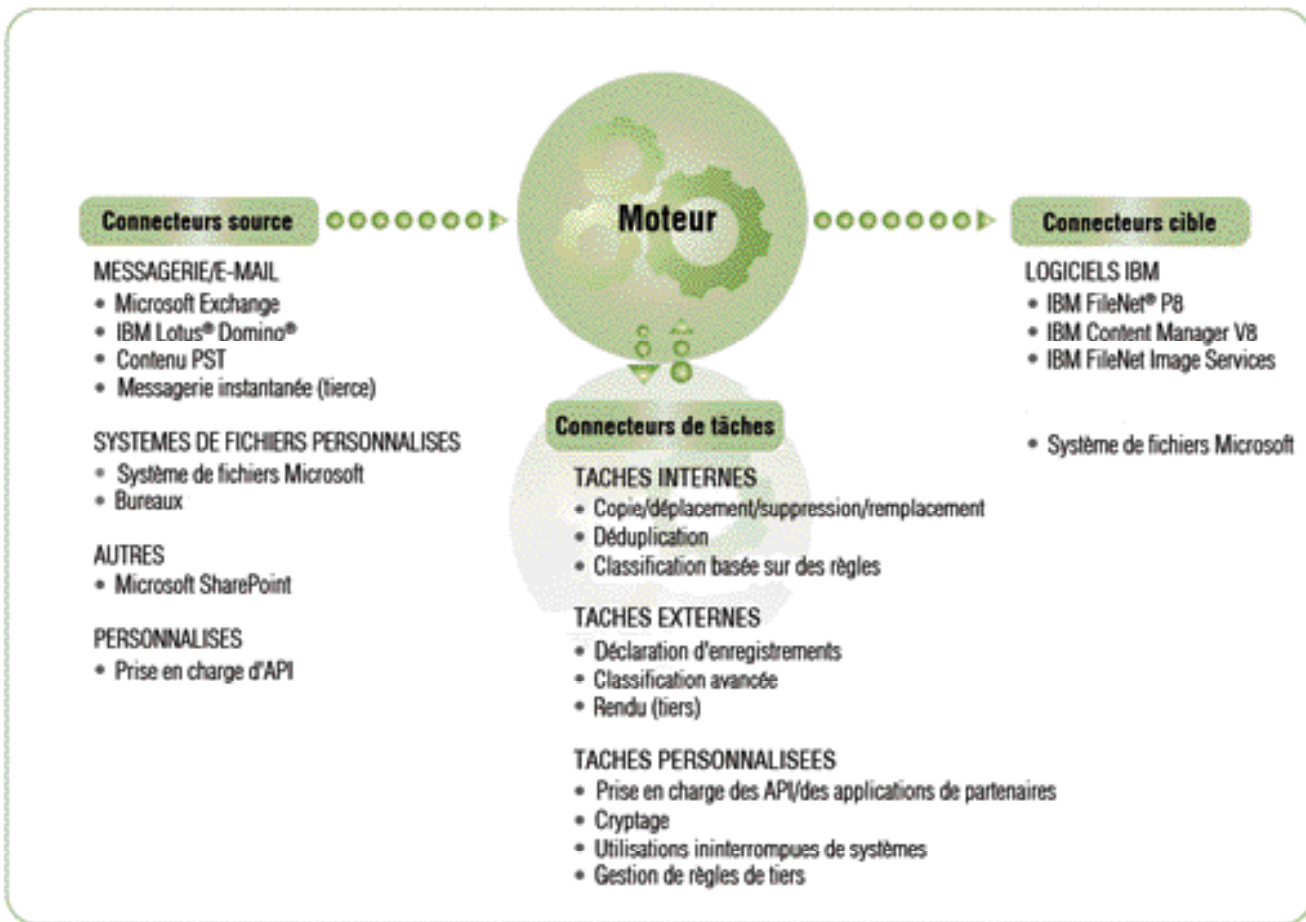 Moteur
Connecteurs source
MESSAGERIE/E-MAIL
• Microsoft Exchange
• IBM Lotus® Domino®
• Contenu PST
• Messagerie instantanée (tierce)
SYSTEMES DE FICHIERS PERSONNALISES
• Système de fichiers Microsoft
• Bureaux
AUTRES
• Microsoft SharePoint
PERSONNALISES
• Prise en charge d'API
Connecteurs de tâches
TACHES INTERNES
• Copie/déplacement/suppression/remplacement
• Déduplication
• Classification basée sur des règles
TACHES EXTERNES
• Déclaration d'enregistrements
• Classification avancée
• Rendu (tiers)
TACHES PERSONNALISEES
• Prise en charge des API/des applications de partenaires
• Cryptage
• Utilisations ininterrompues de systèmes
• Gestion de règles de tiers
Connecteurs cible
LOGICIELS IBM
• IBM FileNet® P8
• IBM Content Manager V8
• IBM FileNet Image Services
• Système de fichiers Microsoft